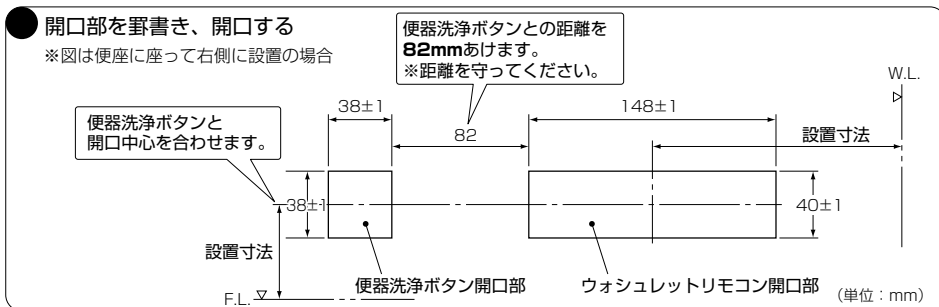 開口部を罫書き、開口する
※図は便座に座って右側に設置の場合
便器洗浄ボタンとの距離を
82mmあけます。
※距離を守ってください。
W.L.
便器洗浄ボタンと
開口中心を合わせます。
38±1
82
148±1
設置寸法
38±1
40±1
設置寸法
便器洗浄ボタン開口部
ウォシュレットリモコン開口部
F.L.
(単位：mm)